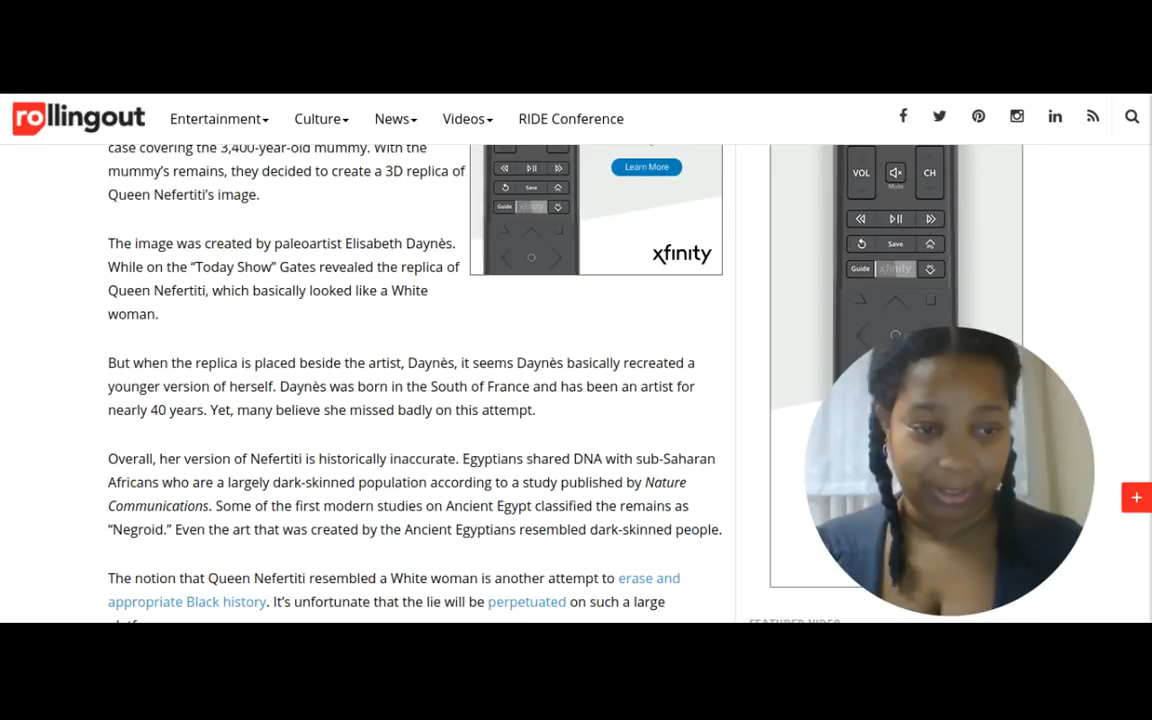 rollingout
Entertainment
Culture
News
Videos
RIDE Conference
case covering the 3,400-year-old mummy. With the
mummy's remains, they decided to create a 3D replica of
Queen Nefertiti's image.
The image was created by paleoartist Elisabeth Daynès.
While on the “Today Show” Gates revealed the replica of
Queen Nefertiti, which basically looked like a White
woman.
But when the replica is placed beside the artist, Daynès, it seems Daynès basically recreated a
younger version of herself. Daynès was born in the South of France and has been an artist for
nearly 40 years. Yet, many believe she missed badly on this attempt.
Overall, her version of Nefertiti is historically inaccurate. Egyptians shared DNA with sub-Saharan
Africans who are a largely dark-skinned population according to a study published by Nature
Communications. Some of the first modern studies on Ancient Egypt classified the remains as
“Negroid.” Even the art that was created by the Ancient Egyptians resembled dark-skinned people.
The notion that Queen Nefertiti resembled a White woman is another attempt to erase and
appropriate Black history. It's unfortunate that the lie will be perpetuated on such a large
Learn More
Save
Guide xfinity
xfinity
VOL
CH
Mute
Save
Guide xfinity
FEATURED VIDEO